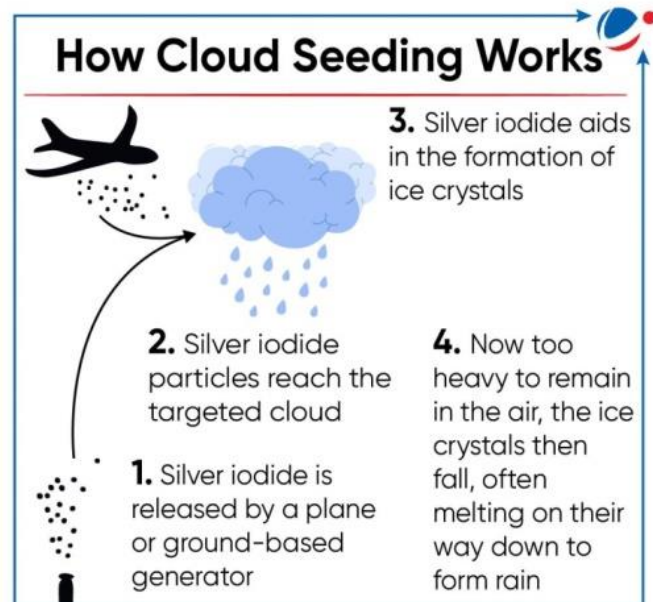 How Cloud Seeding Works
3. Silver iodide aids
in the formation of
ice crystals
2. Silver iodide
particles reach the
targeted cloud
1. Silver iodide is
released by a plane
or ground-based
generator
4. Now too
heavy to remain
in the air, the ice
crystals then
fall, often
melting on their
way down to
form rain